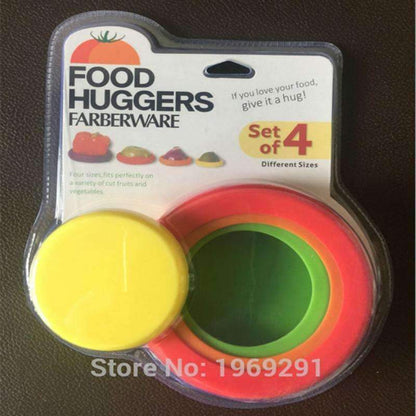 FOOD
HUGGERS
FARBERWARE
If you love your food,
give it a hug!
Set
of 4
Different Sizes
Four sizes, fits perfectly on
a variety of cut fruits and
vegetables.
Store No: 1969291